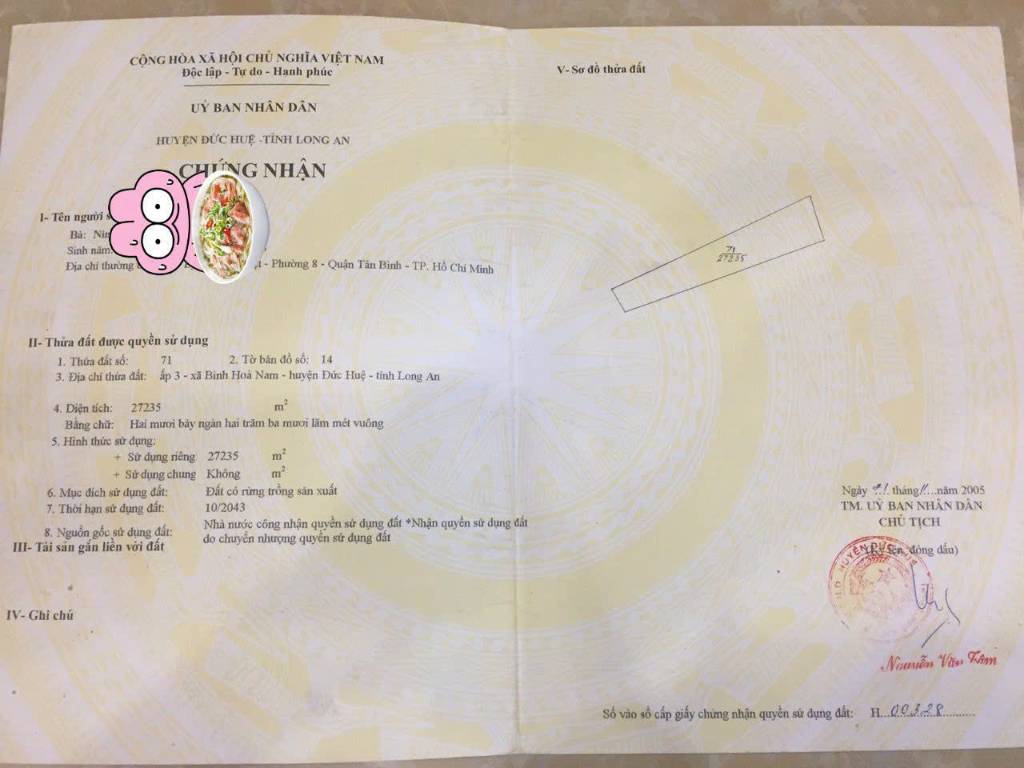 CỘNG HÒA XÃ HỘI CHỦ NGHĨA VIỆT NAM
Độc lập - Tự do - Hạnh phúc
UỶ BAN NHÂN DÂN
HUYỆN ĐỨC HUỆ -TỈNH LONG AN
CHỨNG NHẬN
I- Tên người
Bà:
Sinh năm
Địa chỉ thường - Phường 8 - Quận Tân Bình - TP. Hồ Chí Minh
II- Thửa đất được quyền sử dụng
1. Thửa đất số: 71 2. Tờ bản đồ số: 14
3. Địa chỉ thửa đất: ấp 3 - xã Bình Hoà Nam - huyện Đức Huệ - tỉnh Long An
4. Diện tích: 27235 m2
Bằng chữ: Hai mươi bảy ngàn hai trăm ba mươi lăm mét vuông
5. Hình thức sử dụng:
+ Sử dụng riêng 27235 m2
+ Sử dụng chung Không m2
6. Mục đích sử dụng đất: Đất có rừng trồng sản xuất
7. Thời hạn sử dụng đất: 10/2043
8. Nguồn gốc sử dụng đất: Nhà nước công nhận quyền sử dụng đất *Nhận quyền sử dụng đất
do chuyển nhượng quyền sử dụng đất
III- Tài sản gắn liền với đất
IV- Ghi chú
V- Sơ đồ thửa đất
71
27235
Ngày tháng 11 năm 2005
TM. UỶ BAN NHÂN DÂN
CHỦ TỊCH
tên, đóng dấu)
HUYỆN ĐỨC HUỆ
Nguyễn Văn
Số vào sổ cấp giấy chứng nhận quyền sử dụng đất: H 00328